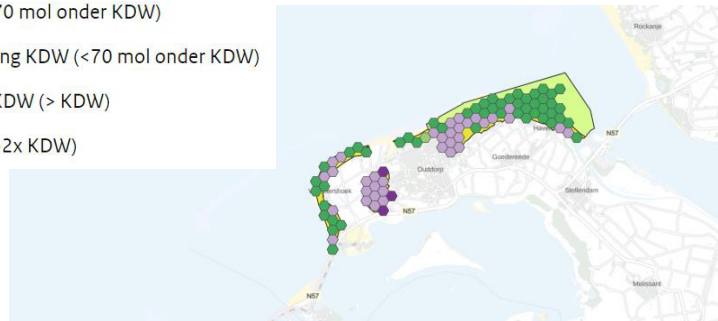 70 mol onder KDW)
ng KDW (<70 mol onder KDW)
KDW (> KDW)
2x KDW)
Rockanje
N57
Goedereede
Ouddorp
Stellendam
N57
Melissant
N57